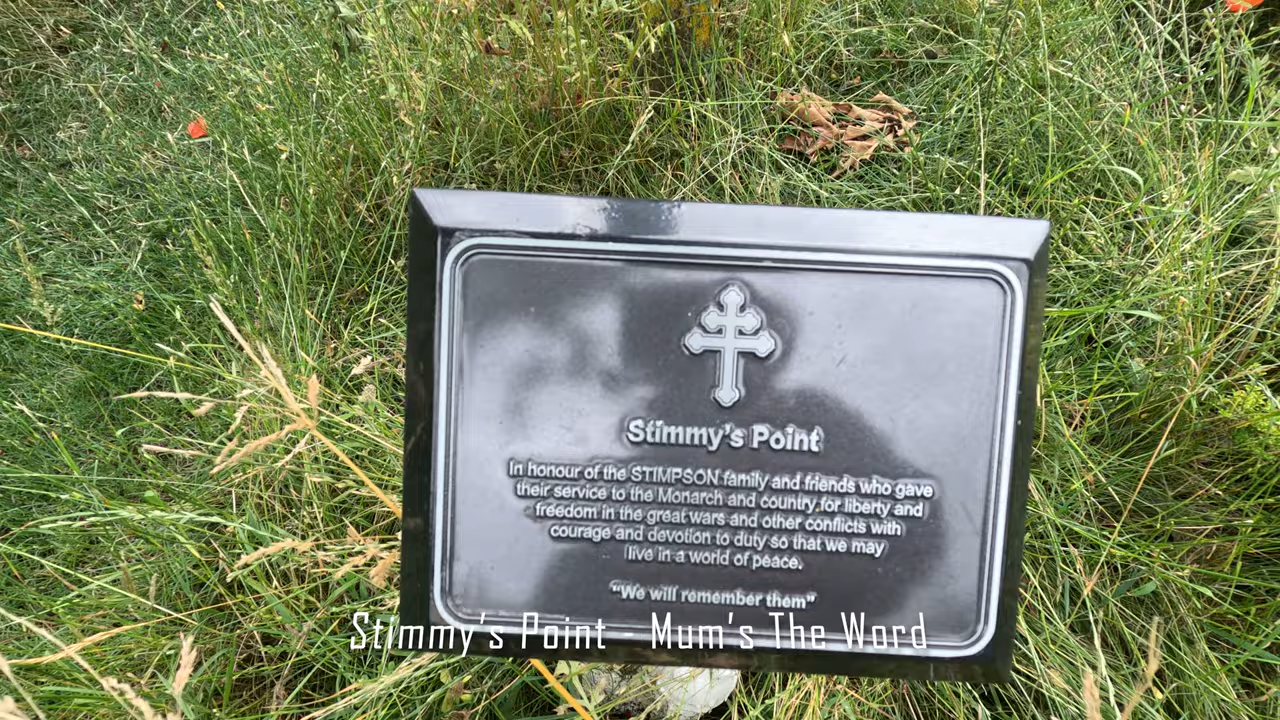 Stimmy's Point
In honour of the STIMPSON family and friends who gave
their service to the Monarch and country for liberty and
freedom in the great wars and other conflicts with
courage and devotion to duty so that we may
live in a world of peace.
"We will remember them"
Stimmy's Point - Mum's The Word